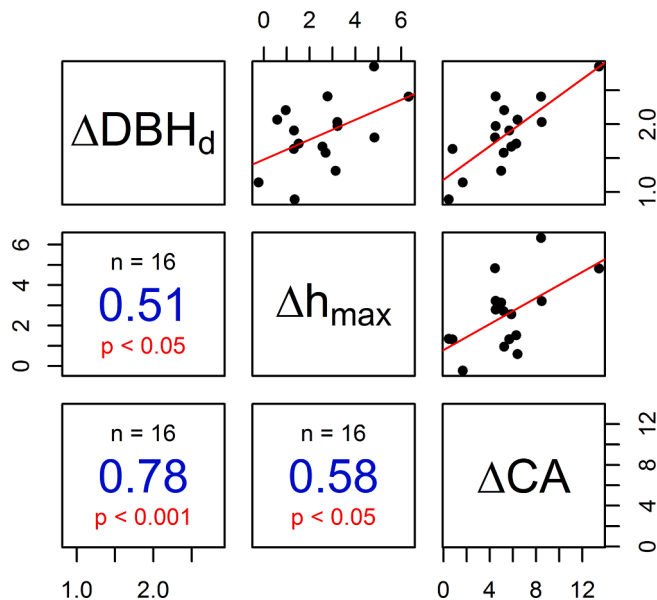 0 2 4 6
ΔDBHd
1.0 2.0
0 2 4 6
n = 16
0.51
p < 0.05
Δhmax
n = 16
0.78
p < 0.001
n = 16
0.58
p < 0.05
ΔCA
0 4 8 12
1.0 2.0
0 4 8 12